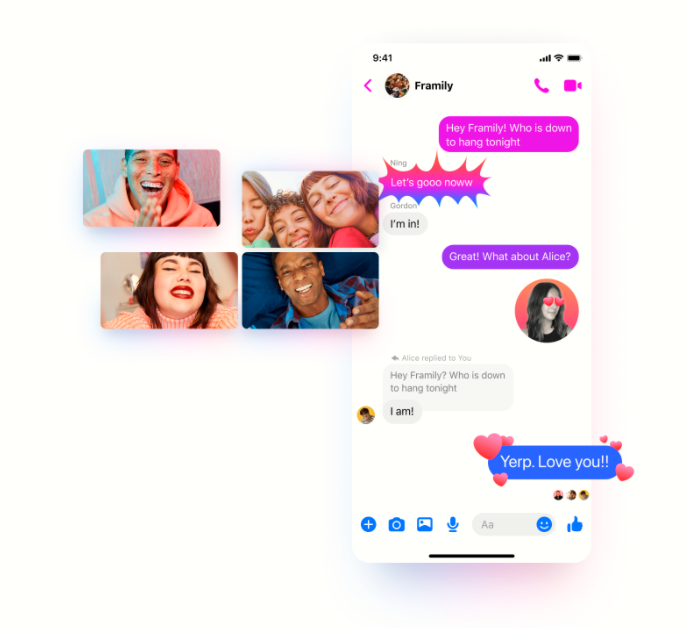 9:41
Framily
Hey Framily! Who is down
to hang tonight
Ning
Let's gooo noww
Gordon
I'm in!
Great! What about Alice?
Alice replied to You
Hey Framily? Who is down
to hang tonight
I am!
Yerp. Love you!!
Aa